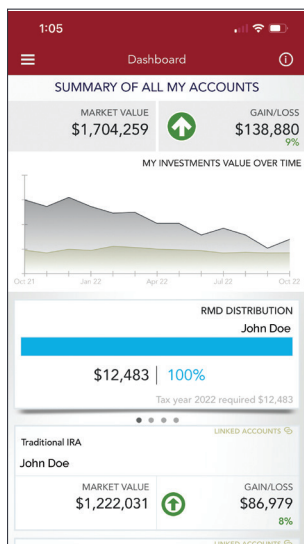 1:05
Dashboard
SUMMARY OF ALL MY ACCOUNTS
MARKET VALUE
$1,704,259
GAIN/LOSS
$138,880
9%
MY INVESTMENTS VALUE OVER TIME
Oct 21 Jan 22 Apr 22 Jul 22 Oct 22
RMD DISTRIBUTION
John Doe
$12,483 | 100%
Tax year 2022 required $12,483
LINKED ACCOUNTS
Traditional IRA
John Doe
MARKET VALUE
$1,222,031
GAIN/LOSS
$86,979
8%
LINKED ACCOUNTS